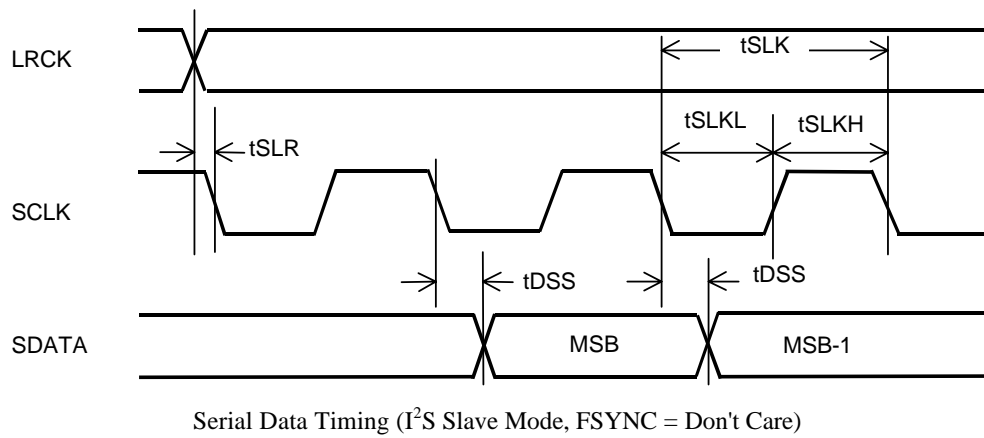 LRCK
tSLK
tSLKL
tSLKH
tSLR
SCLK
tDSS
tDSS
SDATA
MSB
MSB-1
Serial Data Timing (I²S Slave Mode, FSYNC = Don't Care)